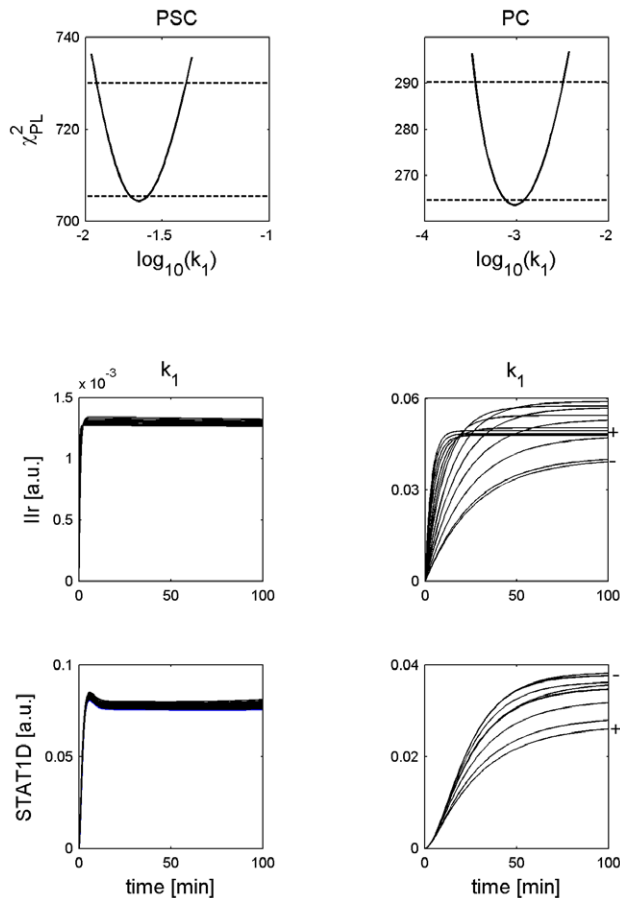 PSC PC
740
720
700
290
280
270
260
χ²PL
-2 -1.5 -1
-4 -3 -2
log10(k1) log10(k1)
k1 k1
x 10⁻³
1.5
1
0.5
0
0.06
0.03
0
+
-
IIr [a.u.]
0 50 100
0 50 100
0.1
0.05
0
0.04
0.02
0
-
+
STAT1D [a.u.]
0 50 100
0 50 100
time [min] time [min]